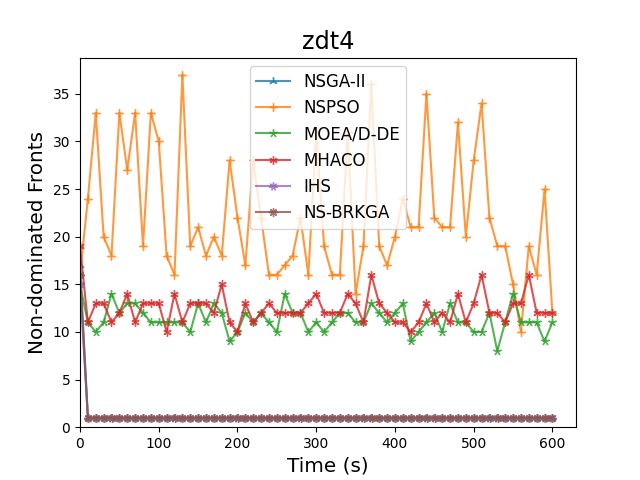 zdt4
Non-dominated Fronts
35
30
25
20
15
10
5
0
NSGA-II
NSPSO
MOEA/D-DE
MHACO
IHS
NS-BRKGA
0 100 200 300 400 500 600
Time (s)